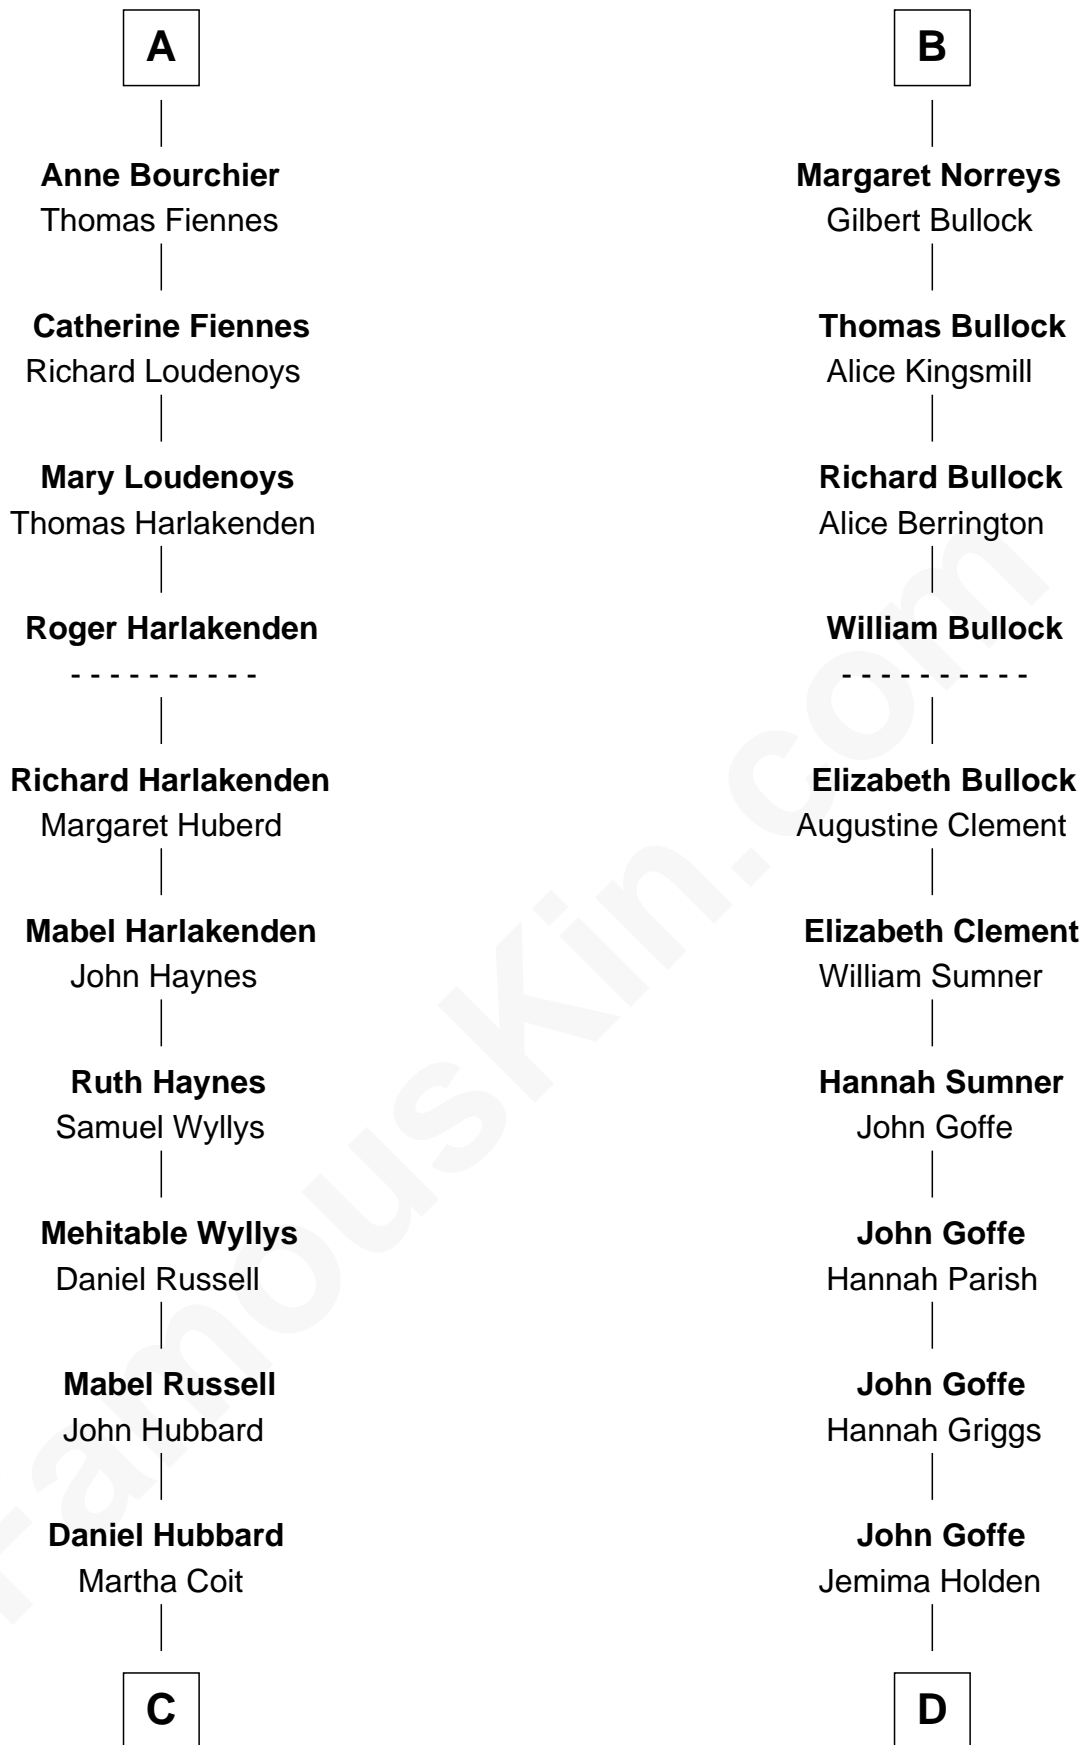 A
Anne Bourchier
Thomas Fiennes
Catherine Fiennes
Richard Loudenoys
Mary Loudenoys
Thomas Harlakenden
Roger Harlakenden
- - - - - - - - - -
Richard Harlakenden
Margaret Huberd
Mabel Harlakenden
John Haynes
Ruth Haynes
Samuel Wyllys
Mehitable Wyllys
Daniel Russell
Mabel Russell
John Hubbard
Daniel Hubbard
Martha Coit
C
B
Margaret Norreys
Gilbert Bullock
Thomas Bullock
Alice Kingsmill
Richard Bullock
Alice Berrington
William Bullock
- - - - - - - - - -
Elizabeth Bullock
Augustine Clement
Elizabeth Clement
William Sumner
Hannah Sumner
John Goffe
John Goffe
Hannah Parish
John Goffe
Hannah Griggs
John Goffe
Jemima Holden
D
FamousKin.com